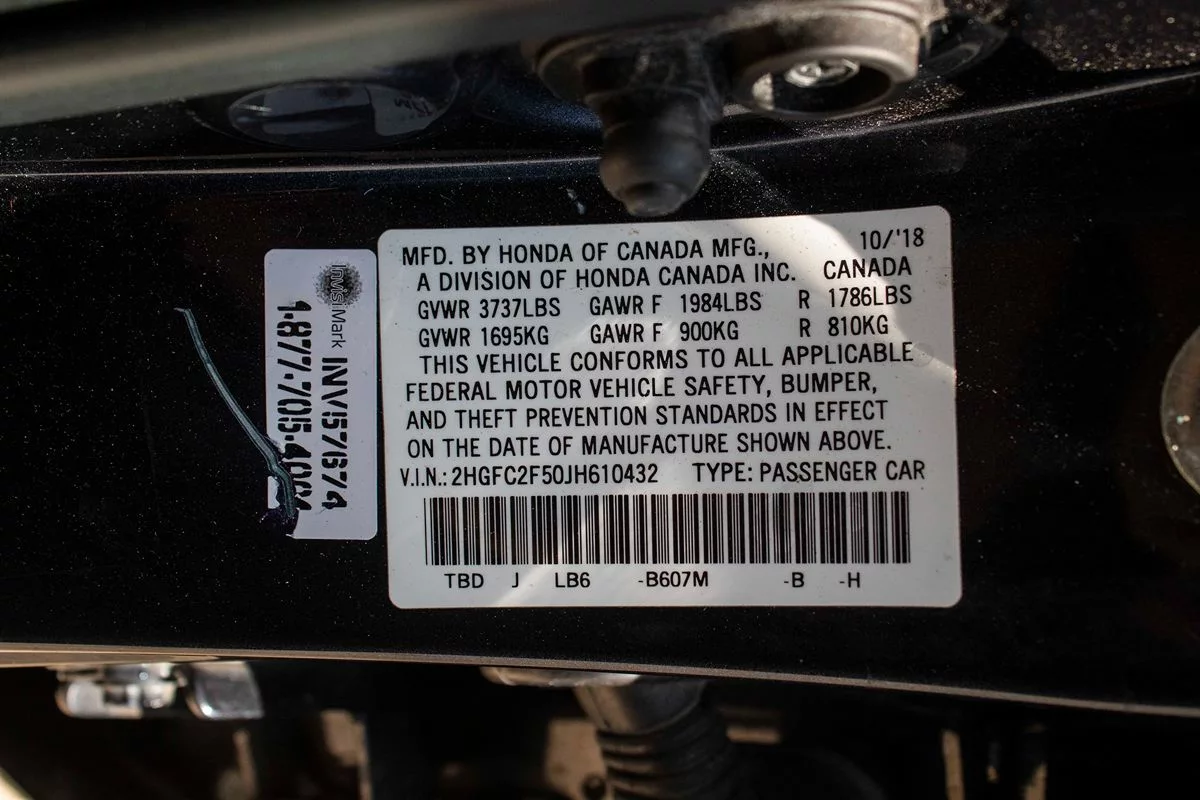 MFD. BY HONDA OF CANADA MFG., 10/'18
A DIVISION OF HONDA CANADA INC. CANADA
GVWR 3737LBS GAWR F 1984LBS R 1786LBS
GVWR 1695KG GAWR F 900KG R 810KG
THIS VEHICLE CONFORMS TO ALL APPLICABLE
FEDERAL MOTOR VEHICLE SAFETY, BUMPER,
AND THEFT PREVENTION STANDARDS IN EFFECT
ON THE DATE OF MANUFACTURE SHOWN ABOVE.
V.I.N.: 2HGFC2F50JH610432 TYPE: PASSENGER CAR
TBD J LB6 -B607M -B -H
InvisiMark INV57674